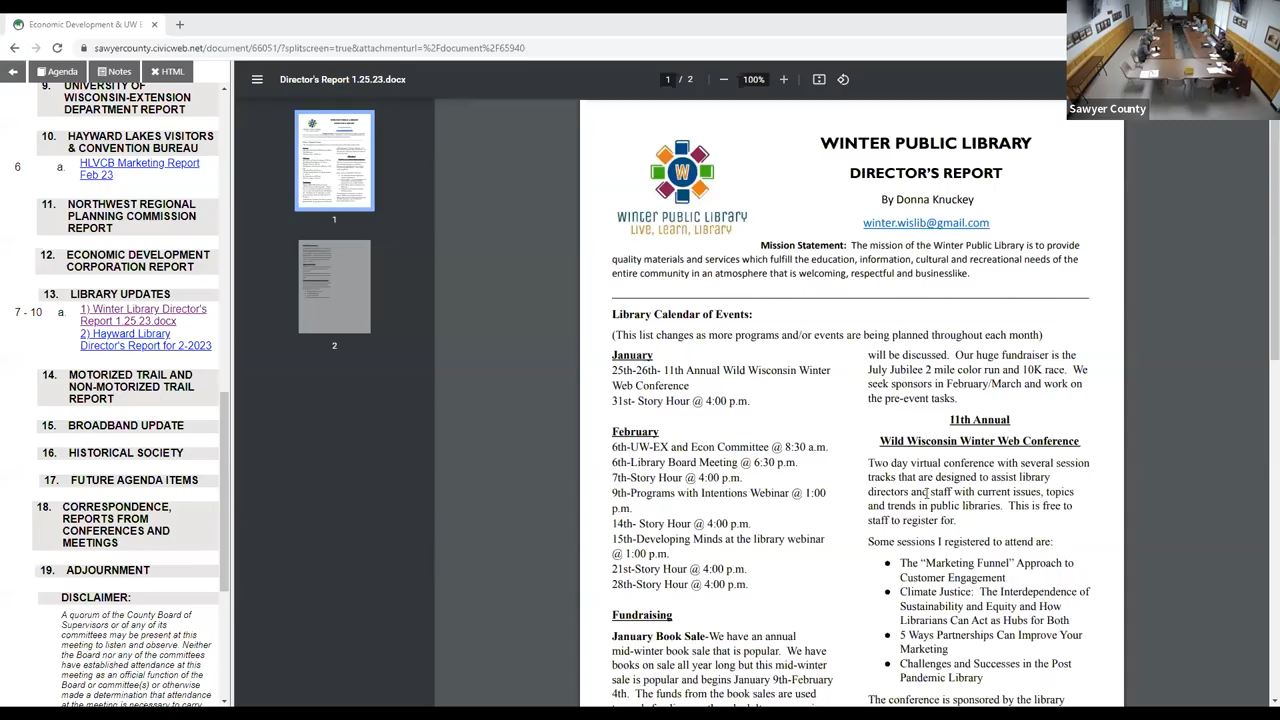 Economic Development & UW E
sawyercounty.civicweb.net/document/66051/?splitscreen=true&attachmenturl=%2Fdocument%2F65940
Agenda
Notes
HTML
9. UNIVERSITY OF
WISCONSIN-EXTENSION
DEPARTMENT REPORT
10. HAYWARD LAKES VISITORS
& CONVENTION BUREAU
6 a. HLVCB Marketing Report
Feb 23
11. NORTHWEST REGIONAL
PLANNING COMMISSION
REPORT
12. ECONOMIC DEVELOPMENT
CORPORATION REPORT
13. LIBRARY UPDATES
7 - 10 a. 1) Winter Library Director's
Report 1.25.23.docx
2) Hayward Library
Director's Report for 2-2023
14. MOTORIZED TRAIL AND
NON-MOTORIZED TRAIL
REPORT
15. BROADBAND UPDATE
16. HISTORICAL SOCIETY
17. FUTURE AGENDA ITEMS
18. CORRESPONDENCE,
REPORTS FROM
CONFERENCES AND
MEETINGS
19. ADJOURNMENT
DISCLAIMER:
A quorum of the County Board of
Supervisors or of any of its
committees may be present at this
meeting to listen and observe. Neither
the Board nor any of the committees
have established attendance at this
meeting as an official function of the
Board or committee(s) or otherwise
made a determination that attendance
at the meeting is necessary to carry
Director's Report 1.25.23.docx
1 / 2
100%
1
2
Sawyer County
W
WINTER PUBLIC LIBRARY
LIVE, LEARN, LIBRARY
WINTER PUBLIC LIBRARY
DIRECTOR'S REPORT
By Donna Knuckey
winter.wislib@gmail.com
Mission Statement: The mission of the Winter Public Library is to provide
quality materials and services which fulfill the education, information, cultural and recreational needs of the
entire community in an atmosphere that is welcoming, respectful and businesslike.
Library Calendar of Events:
(This list changes as more programs and/or events are being planned throughout each month)
January
25th-26th- 11th Annual Wild Wisconsin Winter
Web Conference
31st- Story Hour @ 4:00 p.m.
February
6th-UW-EX and Econ Committee @ 8:30 a.m.
6th-Library Board Meeting @ 6:30 p.m.
7th-Story Hour @ 4:00 p.m.
9th-Programs with Intentions Webinar @ 1:00
p.m.
14th- Story Hour @ 4:00 p.m.
15th-Developing Minds at the library webinar
@ 1:00 p.m.
21st-Story Hour @ 4:00 p.m.
28th-Story Hour @ 4:00 p.m.
Fundraising
January Book Sale-We have an annual
mid-winter book sale that is popular. We have
books on sale all year long but this mid-winter
sale is popular and begins January 9th-February
4th. The funds from the book sales are used
will be discussed. Our huge fundraiser is the
July Jubilee 2 mile color run and 10K race. We
seek sponsors in February/March and work on
the pre-event tasks.
11th Annual
Wild Wisconsin Winter Web Conference
Two day virtual conference with several session
tracks that are designed to assist library
directors and staff with current issues, topics
and trends in public libraries. This is free to
staff to register for.
Some sessions I registered to attend are:
● The “Marketing Funnel” Approach to
Customer Engagement
● Climate Justice: The Interdependence of
Sustainability and Equity and How
Librarians Can Act as Hubs for Both
● 5 Ways Partnerships Can Improve Your
Marketing
● Challenges and Successes in the Post
Pandemic Library
The conference is sponsored by the library